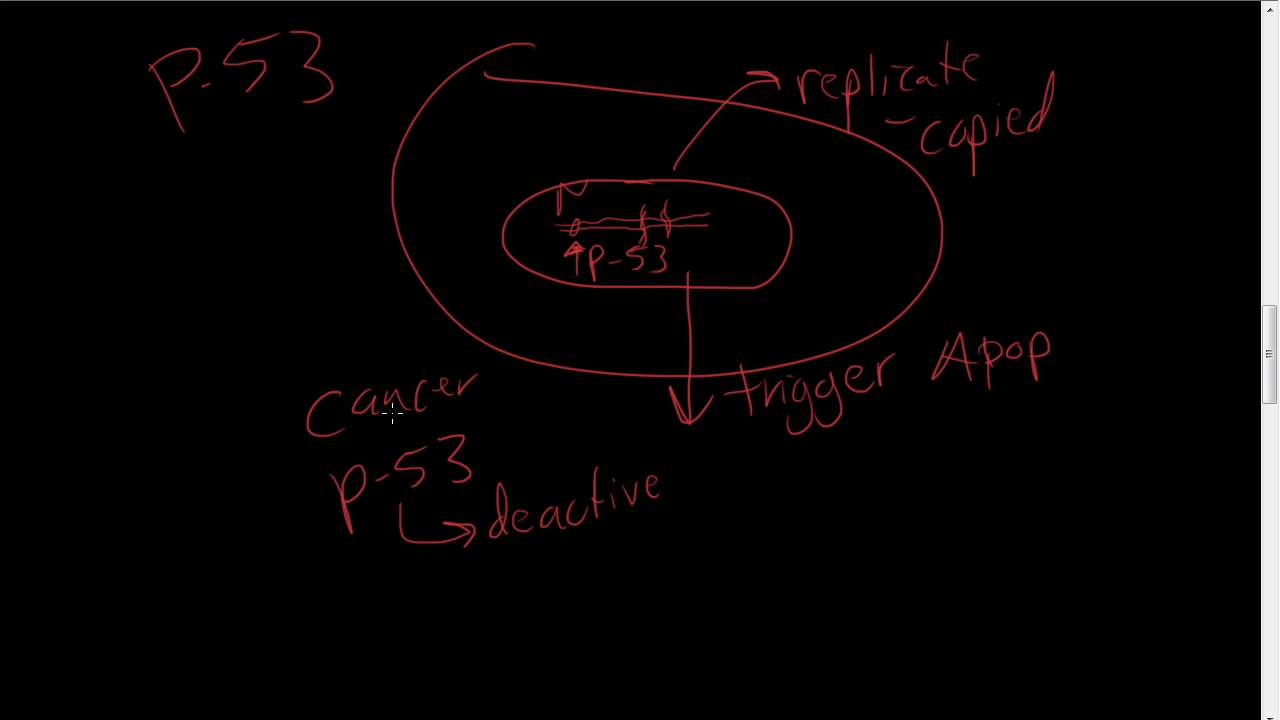 P-53
replicate
-copied
N
P-53
trigger Apop
Cancer
p-53
deactive